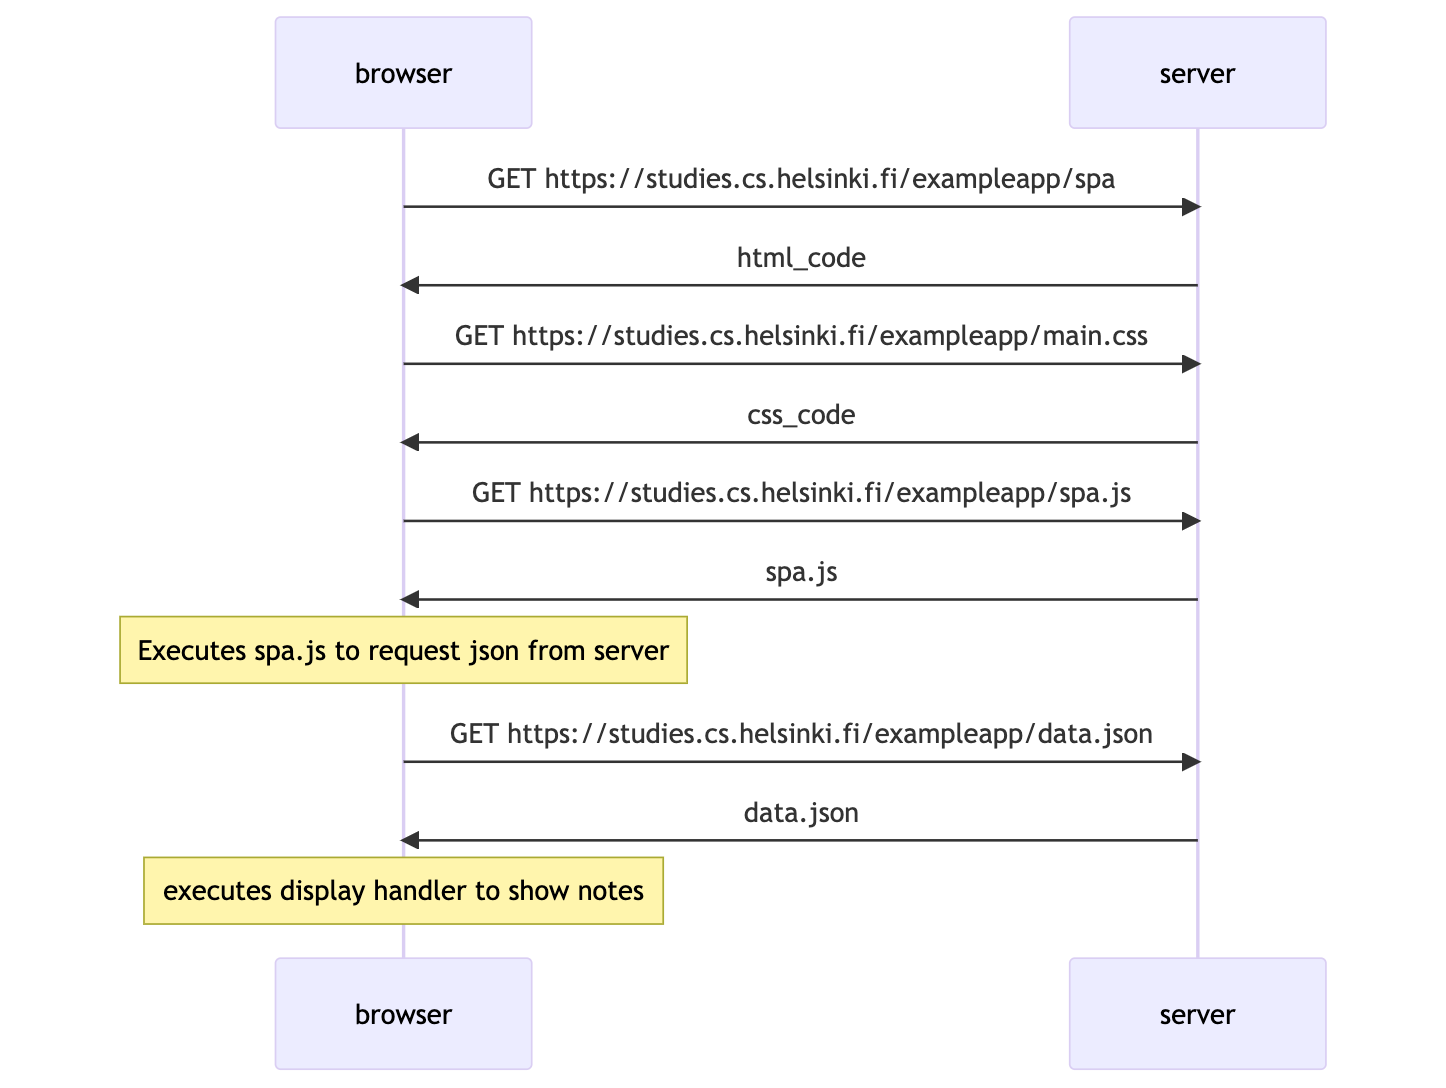 browser
server
GET https://studies.cs.helsinki.fi/exampleapp/spa
html_code
GET https://studies.cs.helsinki.fi/exampleapp/main.css
css_code
GET https://studies.cs.helsinki.fi/exampleapp/spa.js
spa.js
Executes spa.js to request json from server
GET https://studies.cs.helsinki.fi/exampleapp/data.json
data.json
executes display handler to show notes
browser
server